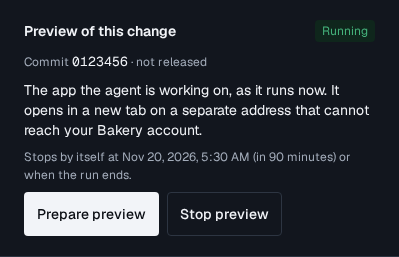 Preview of this change
Running
Commit 0123456 · not released
The app the agent is working on, as it runs now. It
opens in a new tab on a separate address that cannot
reach your Bakery account.
Stops by itself at Nov 20, 2026, 5:30 AM (in 90 minutes) or
when the run ends.
Prepare preview
Stop preview